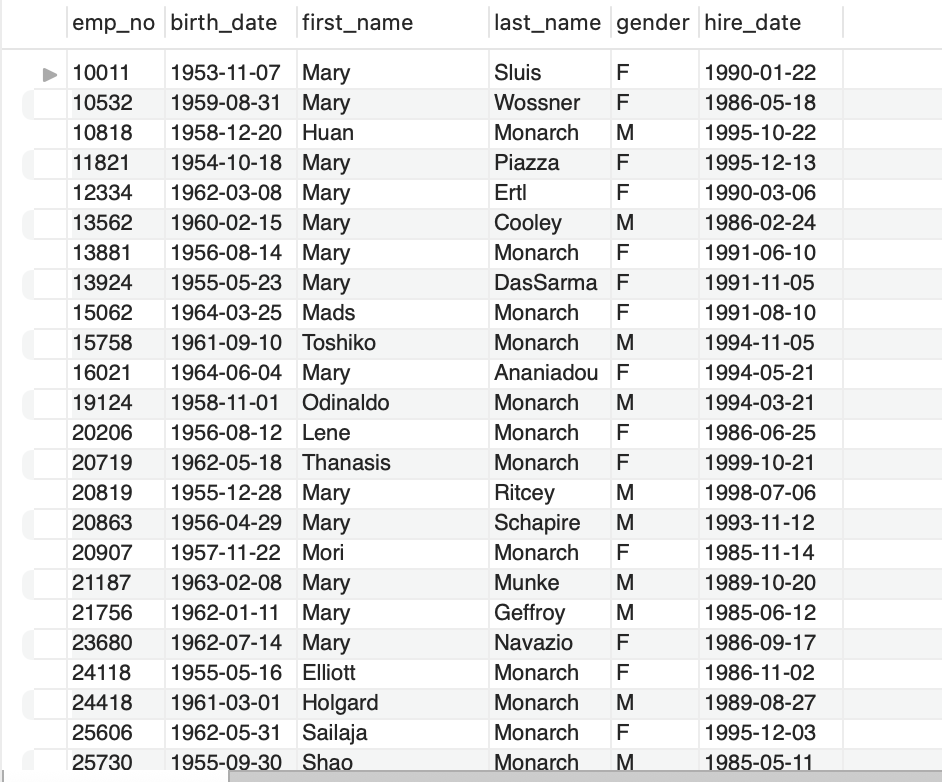 emp_no birth_date first_name last_name gender hire_date
10011 1953-11-07 Mary Sluis F 1990-01-22
10532 1959-08-31 Mary Wossner F 1986-05-18
10818 1958-12-20 Huan Monarch M 1995-10-22
11821 1954-10-18 Mary Piazza F 1995-12-13
12334 1962-03-08 Mary Ertl F 1990-03-06
13562 1960-02-15 Mary Cooley M 1986-02-24
13881 1956-08-14 Mary Monarch F 1991-06-10
13924 1955-05-23 Mary DasSarma F 1991-11-05
15062 1964-03-25 Mads Monarch F 1991-08-10
15758 1961-09-10 Toshiko Monarch M 1994-11-05
16021 1964-06-04 Mary Ananiadou F 1994-05-21
19124 1958-11-01 Odinaldo Monarch M 1994-03-21
20206 1956-08-12 Lene Monarch F 1986-06-25
20719 1962-05-18 Thanasis Monarch F 1999-10-21
20819 1955-12-28 Mary Ritcey M 1998-07-06
20863 1956-04-29 Mary Schapire M 1993-11-12
20907 1957-11-22 Mori Monarch F 1985-11-14
21187 1963-02-08 Mary Munke M 1989-10-20
21756 1962-01-11 Mary Geffroy M 1985-06-12
23680 1962-07-14 Mary Navazio F 1986-09-17
24118 1955-05-16 Elliott Monarch F 1986-11-02
24418 1961-03-01 Holgard Monarch M 1989-08-27
25606 1962-05-31 Sailaja Monarch F 1995-12-03
25730 1955-09-30 Shao Monarch M 1985-05-11